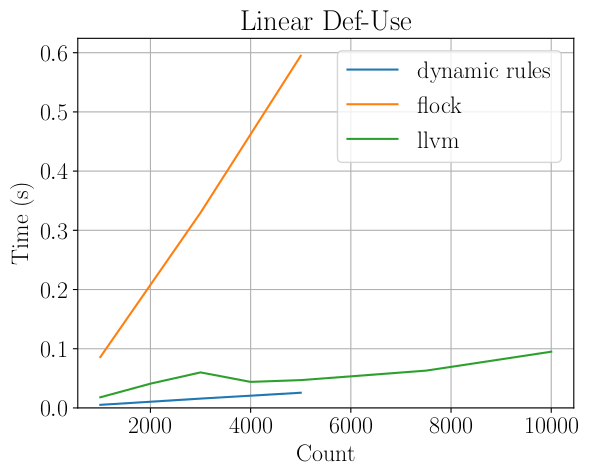 Linear Def-Use
0.6
0.5
0.4
0.3
0.2
0.1
0.0
Time (s)
dynamic rules
flock
llvm
2000 4000 6000 8000 10000
Count